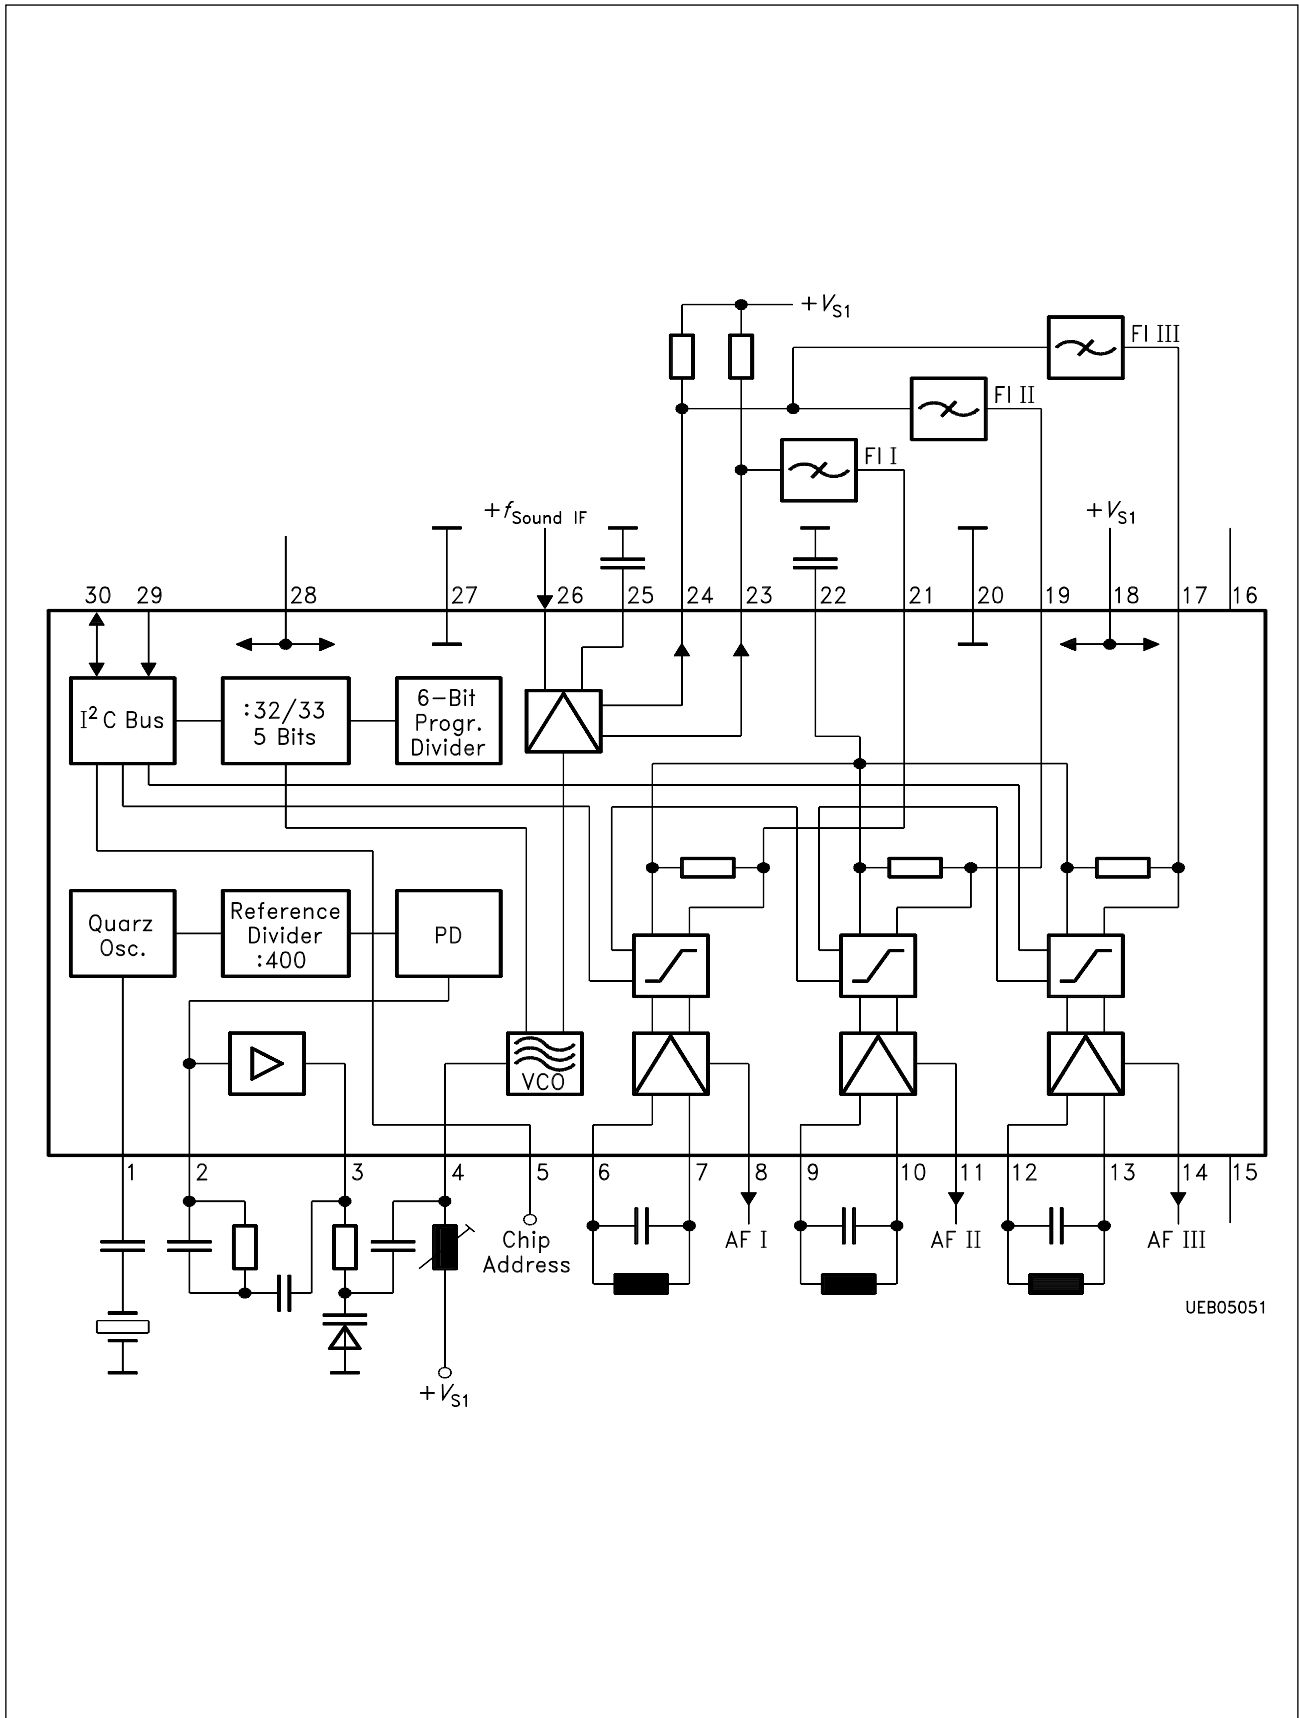 +VS1
FI III
FI II
FI I
+fSound IF
+VS1
30 29 28 27 26 25 24 23 22 21 20 19 18 17 16
I2C Bus
:32/33
5 Bits
6-Bit
Progr.
Divider
Quarz
Osc.
Reference
Divider
:400
PD
VCO
1 2 3 4 5 6 7 8 9 10 11 12 13 14 15
Chip
Address
AF I
AF II
AF III
UEB05051
+VS1